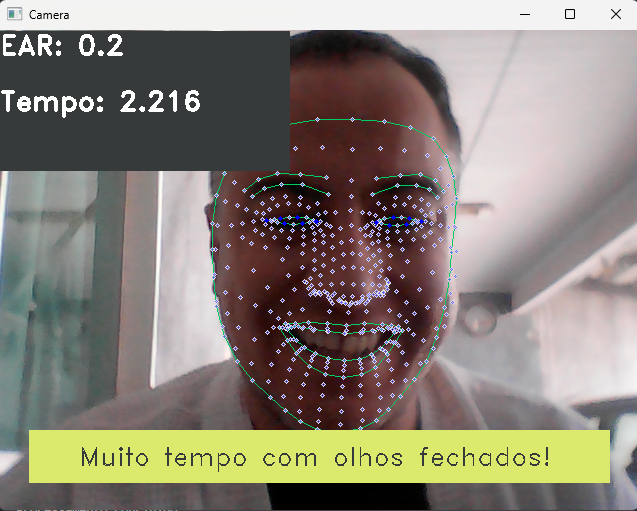 Camera
EAR: 0.2
Tempo: 2.216
Muito tempo com olhos fechados!